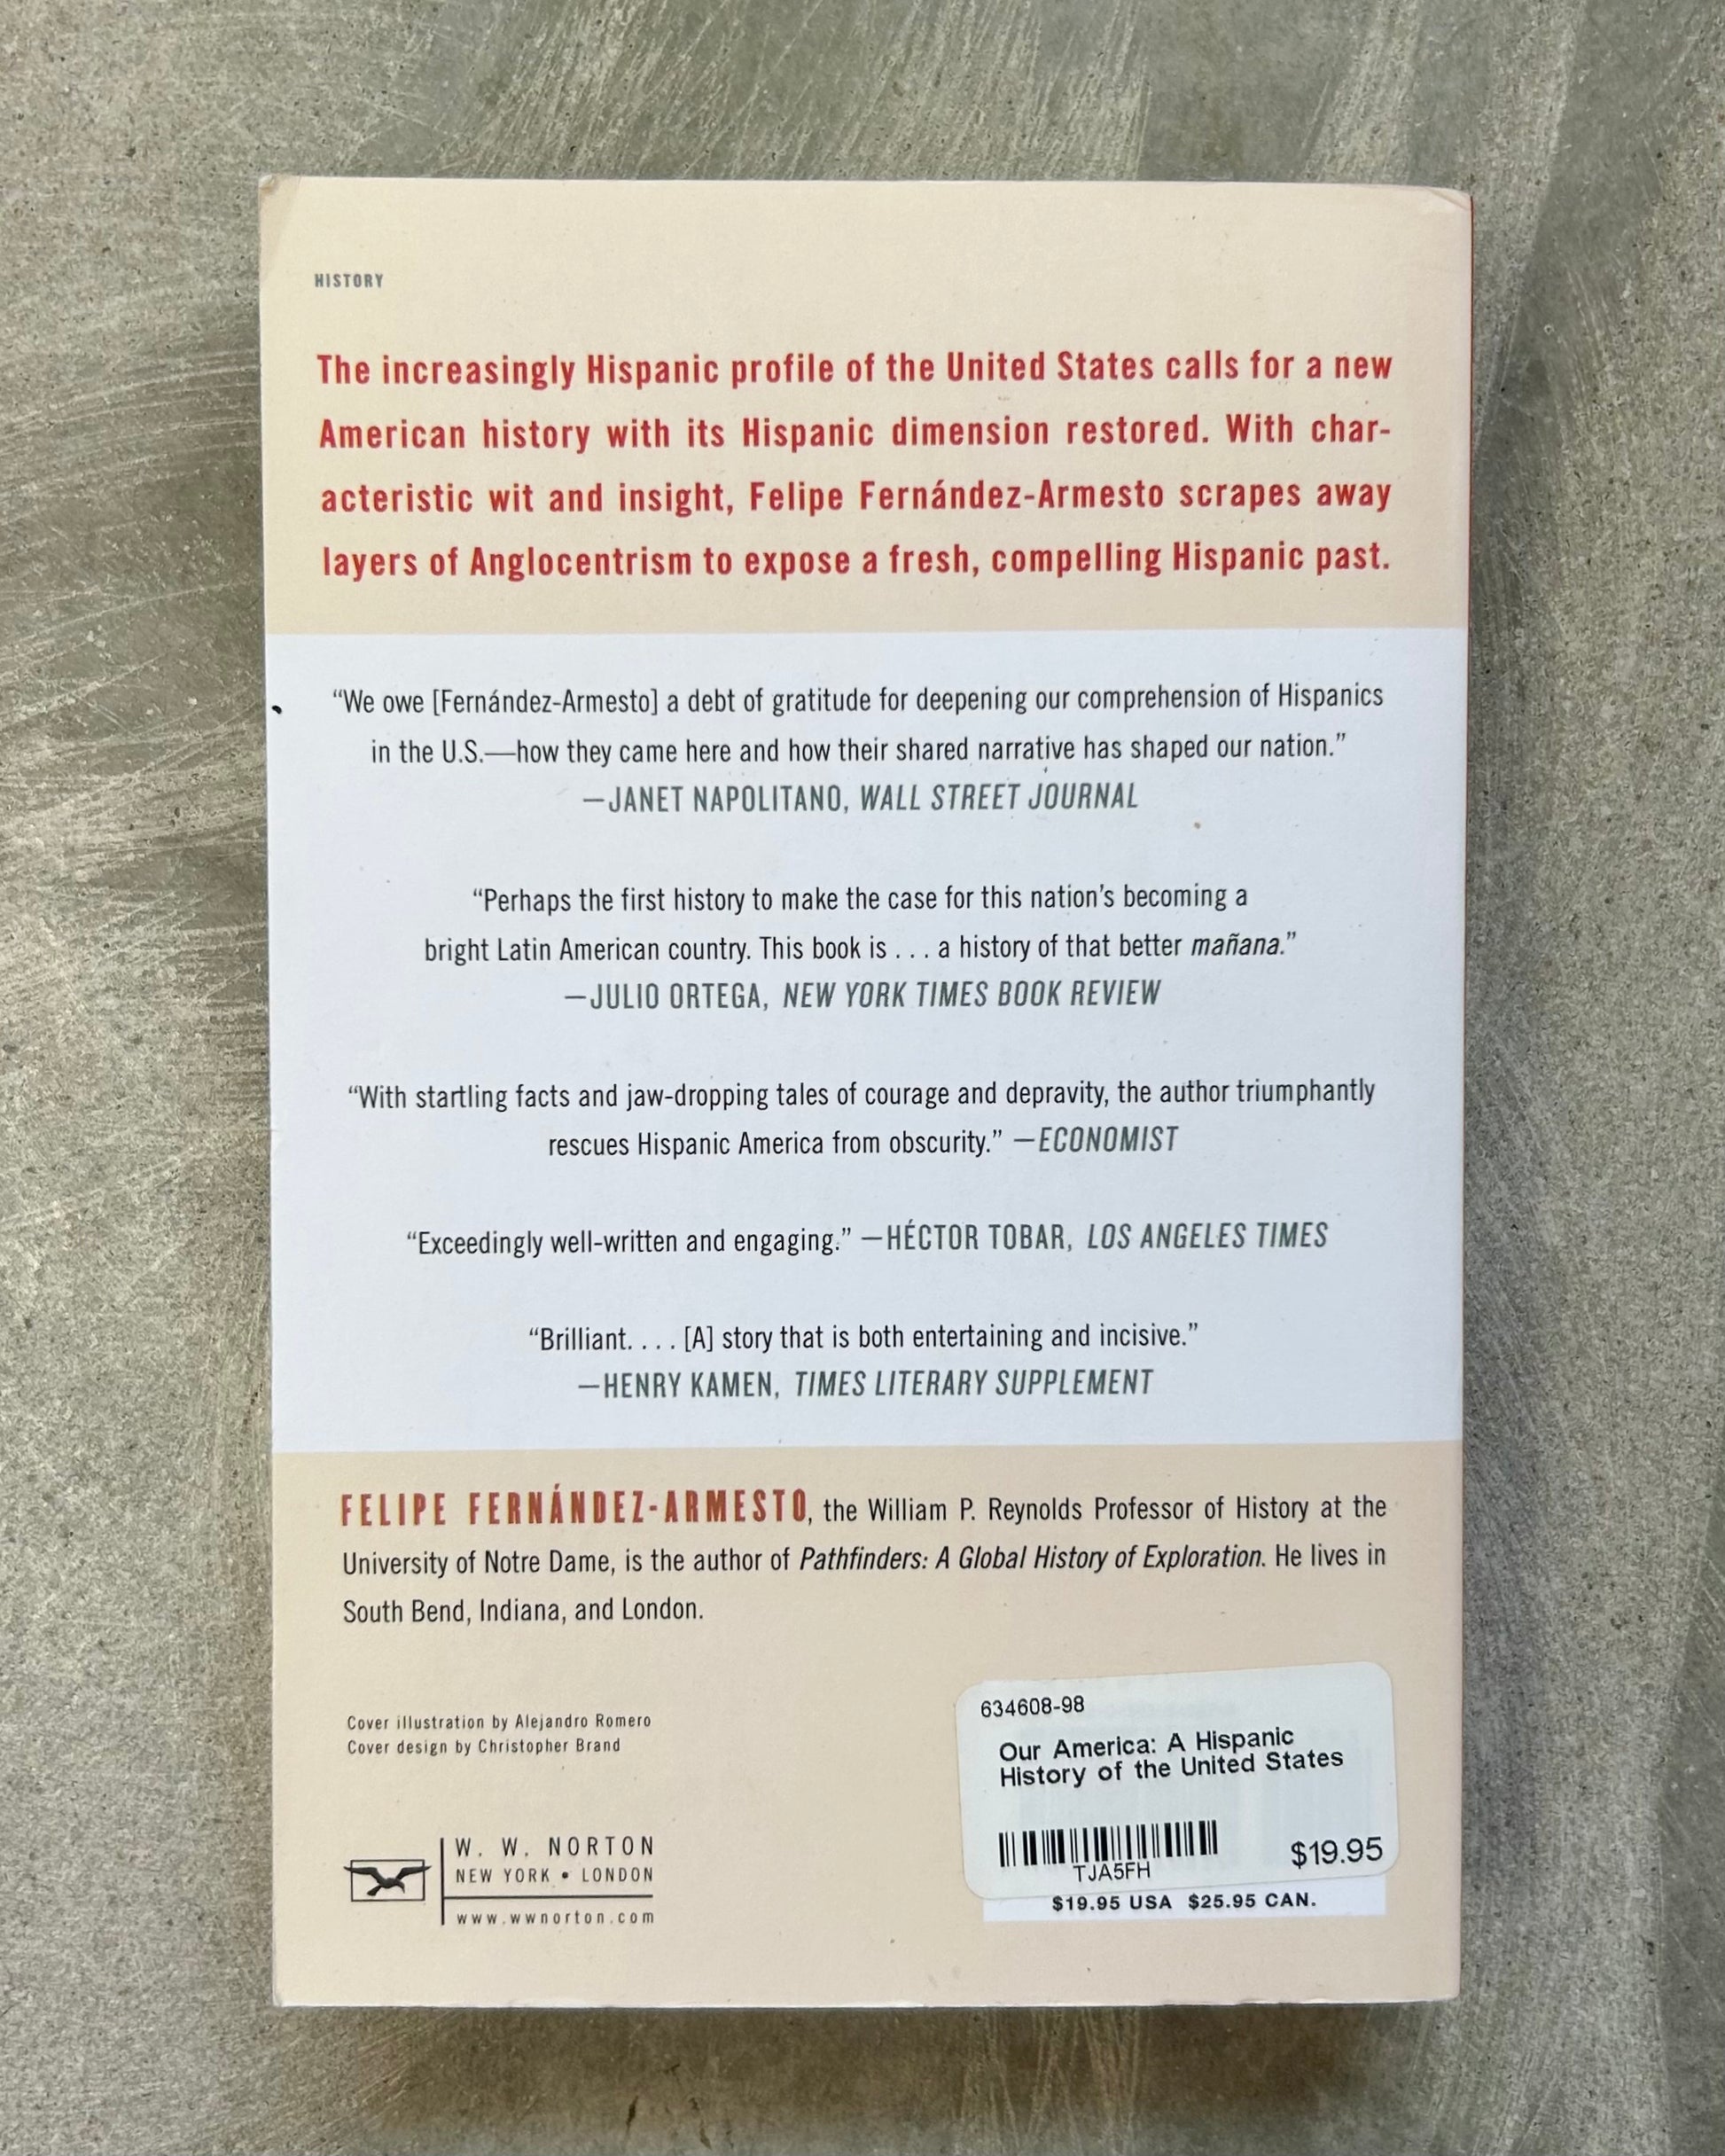 HISTORY
The increasingly Hispanic profile of the United States calls for a new
American history with its Hispanic dimension restored. With char-
acteristic wit and insight, Felipe Fernández-Armesto scrapes away
layers of Anglocentrism to expose a fresh, compelling Hispanic past.
“We owe [Fernández-Armesto] a debt of gratitude for deepening our comprehension of Hispanics
in the U.S.—how they came here and how their shared narrative has shaped our nation.”
—JANET NAPOLITANO, WALL STREET JOURNAL
“Perhaps the first history to make the case for this nation’s becoming a
bright Latin American country. This book is . . . a history of that better mañana.”
—JULIO ORTEGA, NEW YORK TIMES BOOK REVIEW
“With startling facts and jaw-dropping tales of courage and depravity, the author triumphantly
rescues Hispanic America from obscurity.” —ECONOMIST
“Exceedingly well-written and engaging.” —HÉCTOR TOBAR, LOS ANGELES TIMES
“Brilliant. . . . [A] story that is both entertaining and incisive.”
—HENRY KAMEN, TIMES LITERARY SUPPLEMENT
FELIPE FERNÁNDEZ-ARMESTO, the William P. Reynolds Professor of History at the
University of Notre Dame, is the author of Pathfinders: A Global History of Exploration. He lives in
South Bend, Indiana, and London.
Cover illustration by Alejandro Romero
Cover design by Christopher Brand
W. W. NORTON
NEW YORK • LONDON
www.wwnorton.com
634608-98
Our America: A Hispanic
History of the United States
TJA5FH
$19.95
$19.95 USA $25.95 CAN.